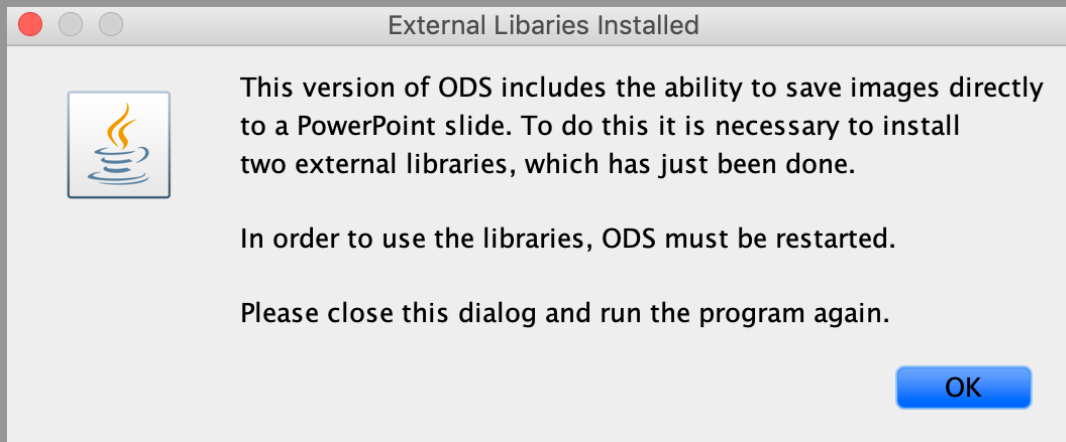 External Libaries Installed
This version of ODS includes the ability to save images directly
to a PowerPoint slide. To do this it is necessary to install
two external libraries, which has just been done.
In order to use the libraries, ODS must be restarted.
Please close this dialog and run the program again.
OK